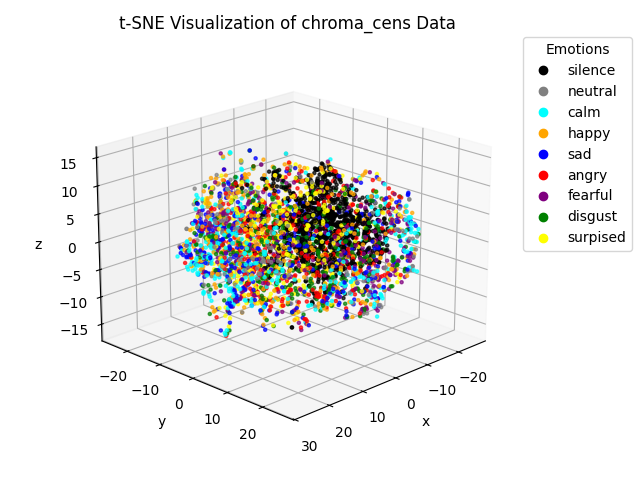 t-SNE Visualization of chroma_cens Data
Emotions
silence
neutral
calm
happy
sad
angry
fearful
disgust
surpised
15
10
5
0
−5
−10
−15
z
−20
−10
0
10
20
y
30
20
10
0
−10
−20
x